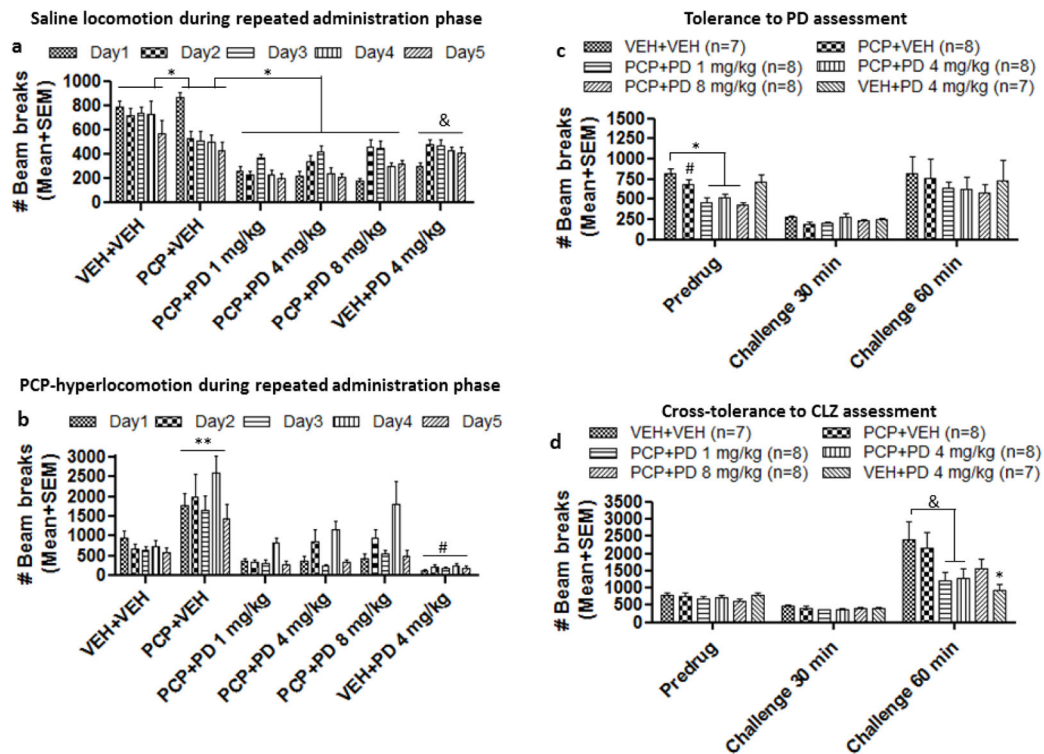 Saline locomotion during repeated administration phase
a
Day1 Day2 Day3 Day4 Day5
# Beam breaks
(Mean+SEM)
1000
800
600
400
200
0
* * &
VEH+VEH
PCP+VEH
PCP+PD 1 mg/kg
PCP+PD 4 mg/kg
PCP+PD 8 mg/kg
VEH+PD 4 mg/kg
PCP-hyperlocomotion during repeated administration phase
b
Day1 Day2 Day3 Day4 Day5
# Beam breaks
(Mean+SEM)
3000
2500
2000
1500
1000
500
0
** #
VEH+VEH
PCP+VEH
PCP+PD 1 mg/kg
PCP+PD 4 mg/kg
PCP+PD 8 mg/kg
VEH+PD 4 mg/kg
Tolerance to PD assessment
c
VEH+VEH (n=7) PCP+VEH (n=8)
PCP+PD 1 mg/kg (n=8) PCP+PD 4 mg/kg (n=8)
PCP+PD 8 mg/kg (n=8) VEH+PD 4 mg/kg (n=7)
# Beam breaks
(Mean+SEM)
1500
1250
1000
750
500
250
0
*
#
Predrug
Challenge 30 min
Challenge 60 min
Cross-tolerance to CLZ assessment
d
VEH+VEH (n=7) PCP+VEH (n=8)
PCP+PD 1 mg/kg (n=8) PCP+PD 4 mg/kg (n=8)
PCP+PD 8 mg/kg (n=8) VEH+PD 4 mg/kg (n=7)
# Beam breaks
(Mean+SEM)
3500
3000
2500
2000
1500
1000
500
0
&
*
Predrug
Challenge 30 min
Challenge 60 min